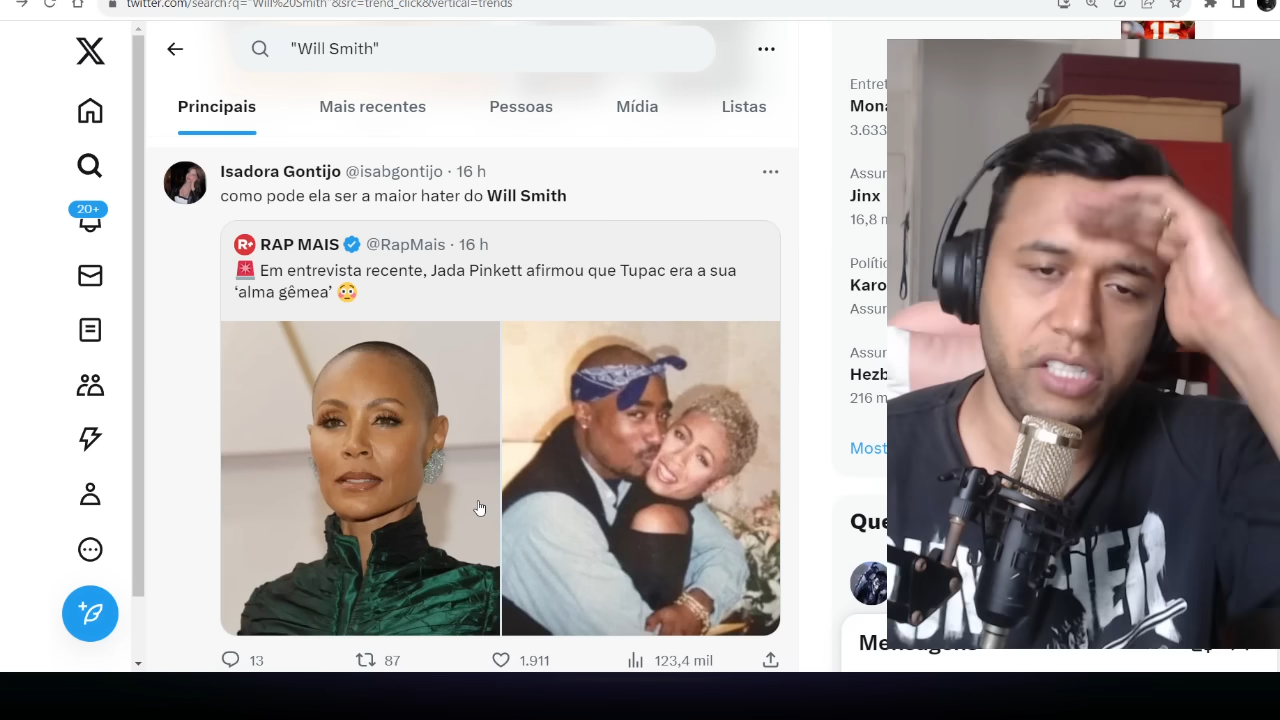 twitter.com/search?q="Will%20Smith"&src=trend_click&vertical=trends
"Will Smith"
Principais
Mais recentes
Pessoas
Mídia
Listas
Isadora Gontijo @isabgontijo · 16 h
como pode ela ser a maior hater do Will Smith
R+ RAP MAIS @RapMais · 16 h
🚨 Em entrevista recente, Jada Pinkett afirmou que Tupac era a sua
‘alma gêmea’ 😳
13
87
1.911
123,4 mil
20+
15
Entret
Mona
3.633
Assur
Jinx
16,8 m
Polític
Karo
Assur
Assur
Hezb
216 m
Most
Que